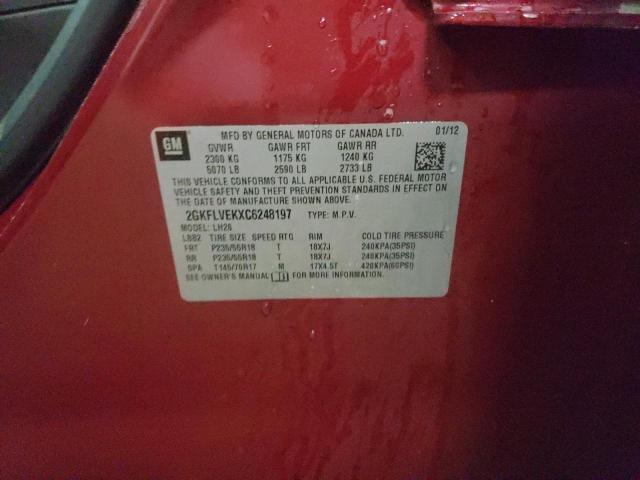 GM
MFD BY GENERAL MOTORS OF CANADA LTD. 01/12
GVWR GAWR FRT GAWR RR
2300 KG 1175 KG 1240 KG
5070 LB 2590 LB 2733 LB
THIS VEHICLE CONFORMS TO ALL APPLICABLE U.S. FEDERAL MOTOR
VEHICLE SAFETY AND THEFT PREVENTION STANDARDS IN EFFECT ON
THE DATE OF MANUFACTURE SHOWN ABOVE.
2GKFLVEKXC6248197 TYPE: M.P.V.
MODEL: LH26
L882 TIRE SIZE SPEED RTG RIM COLD TIRE PRESSURE
FRT P235/55R18 T 18X7J 240KPA(35PSI)
RR P235/55R18 T 18X7J 240KPA(35PSI)
SPA T145/70R17 M 17X4.5T 420KPA(60PSI)
SEE OWNER'S MANUAL FOR MORE INFORMATION.